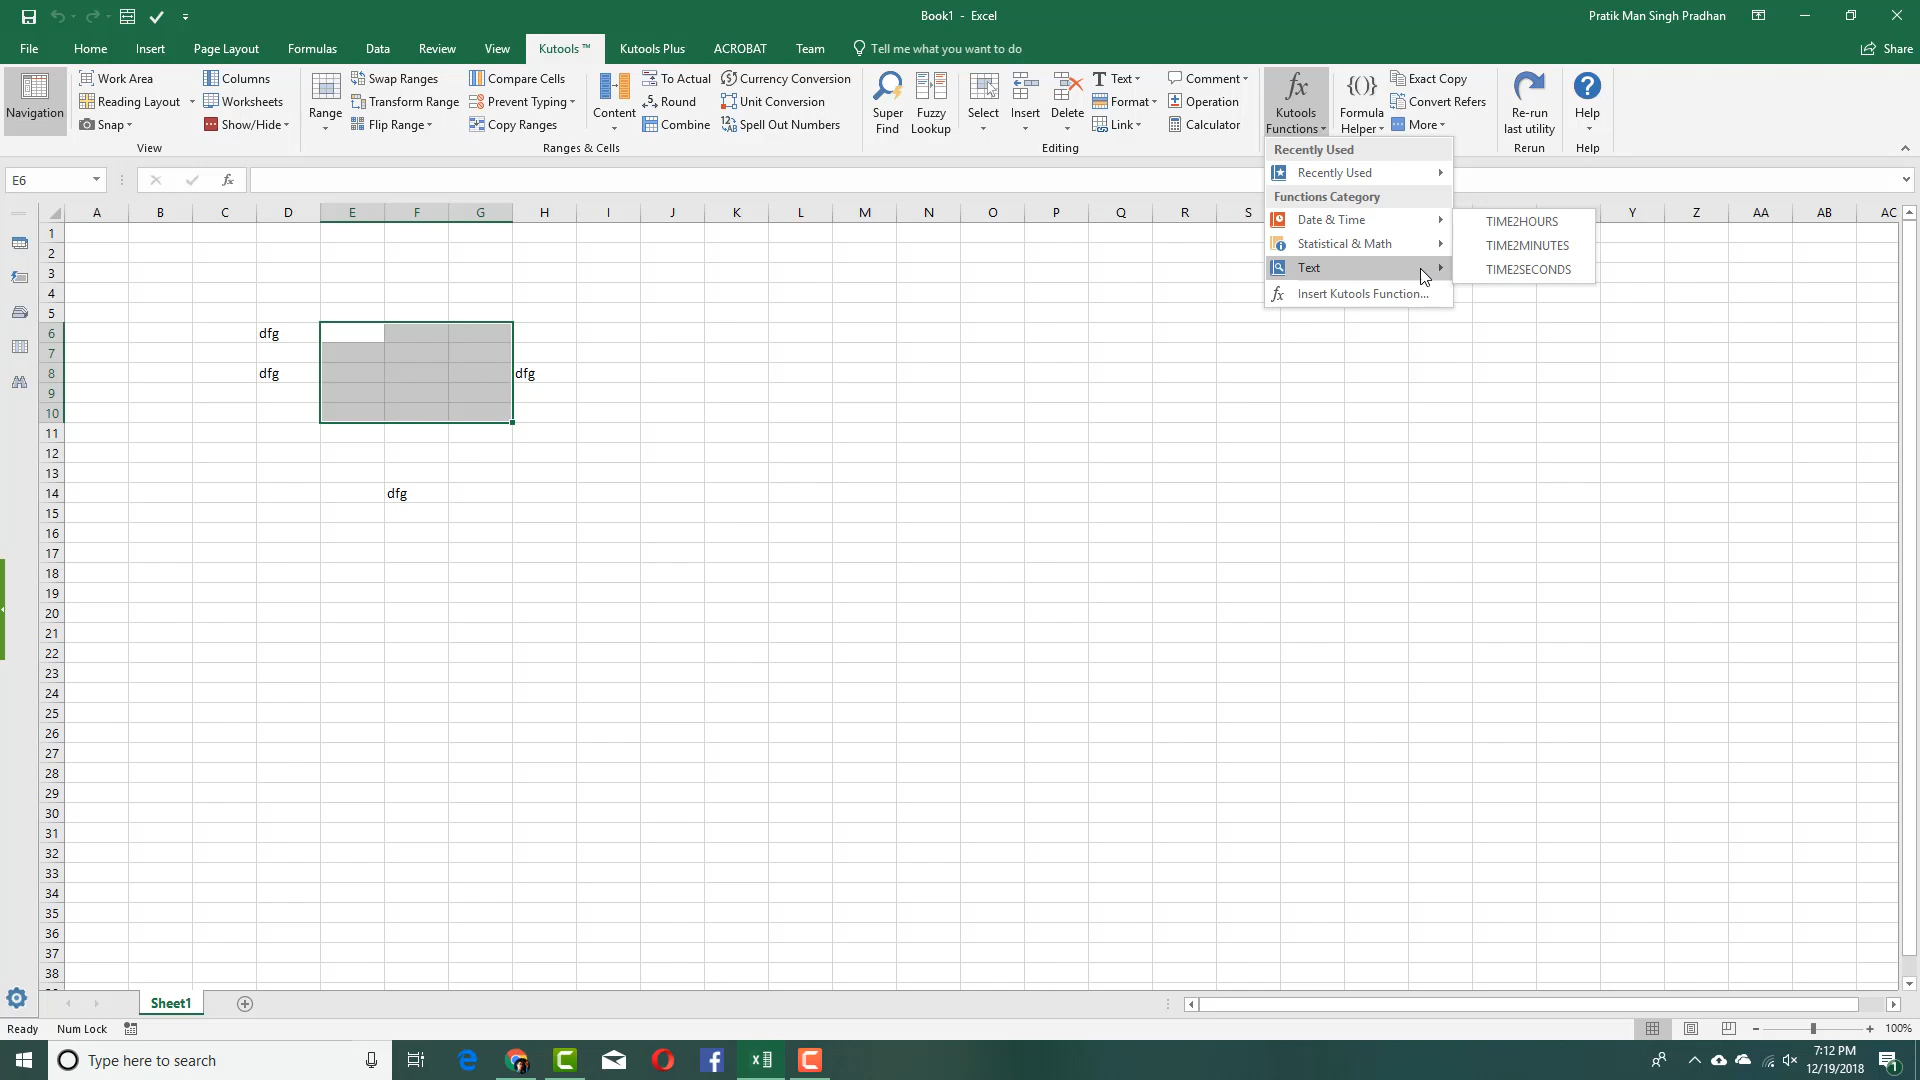 Book1 - Excel
Pratik Man Singh Pradhan
File Home Insert Page Layout Formulas Data Review View Kutools ™ Kutools Plus ACROBAT Team Tell me what you want to do Share
Navigation
Work Area
Reading Layout
Snap
Columns
Worksheets
Show/Hide
View
Range
Swap Ranges
Transform Range
Flip Range
Compare Cells
Prevent Typing
Copy Ranges
Content
To Actual
Round
Combine
Currency Conversion
Unit Conversion
Spell Out Numbers
Ranges & Cells
Super
Find
Fuzzy
Lookup
Select
Insert
Delete
Text
Format
Link
Comment
Operation
Calculator
Editing
Kutools
Functions
Formula
Helper
Exact Copy
Convert Refers
More
Re-run
last utility
Rerun
Help
Help
Recently Used
Recently Used
Functions Category
Date & Time
Statistical & Math
Text
Insert Kutools Function...
TIME2HOURS
TIME2MINUTES
TIME2SECONDS
E6
fx
A B C D E F G H I J K L M N O P Q R S Y Z AA AB AC
1
2
3
4
5
6 dfg
7
8 dfg dfg
9
10
11
12
13
14 dfg
15
16
17
18
19
20
21
22
23
24
25
26
27
28
29
30
31
32
33
34
35
36
37
38
Sheet1
Ready Num Lock 100%
Type here to search
7:12 PM
12/19/2018
1